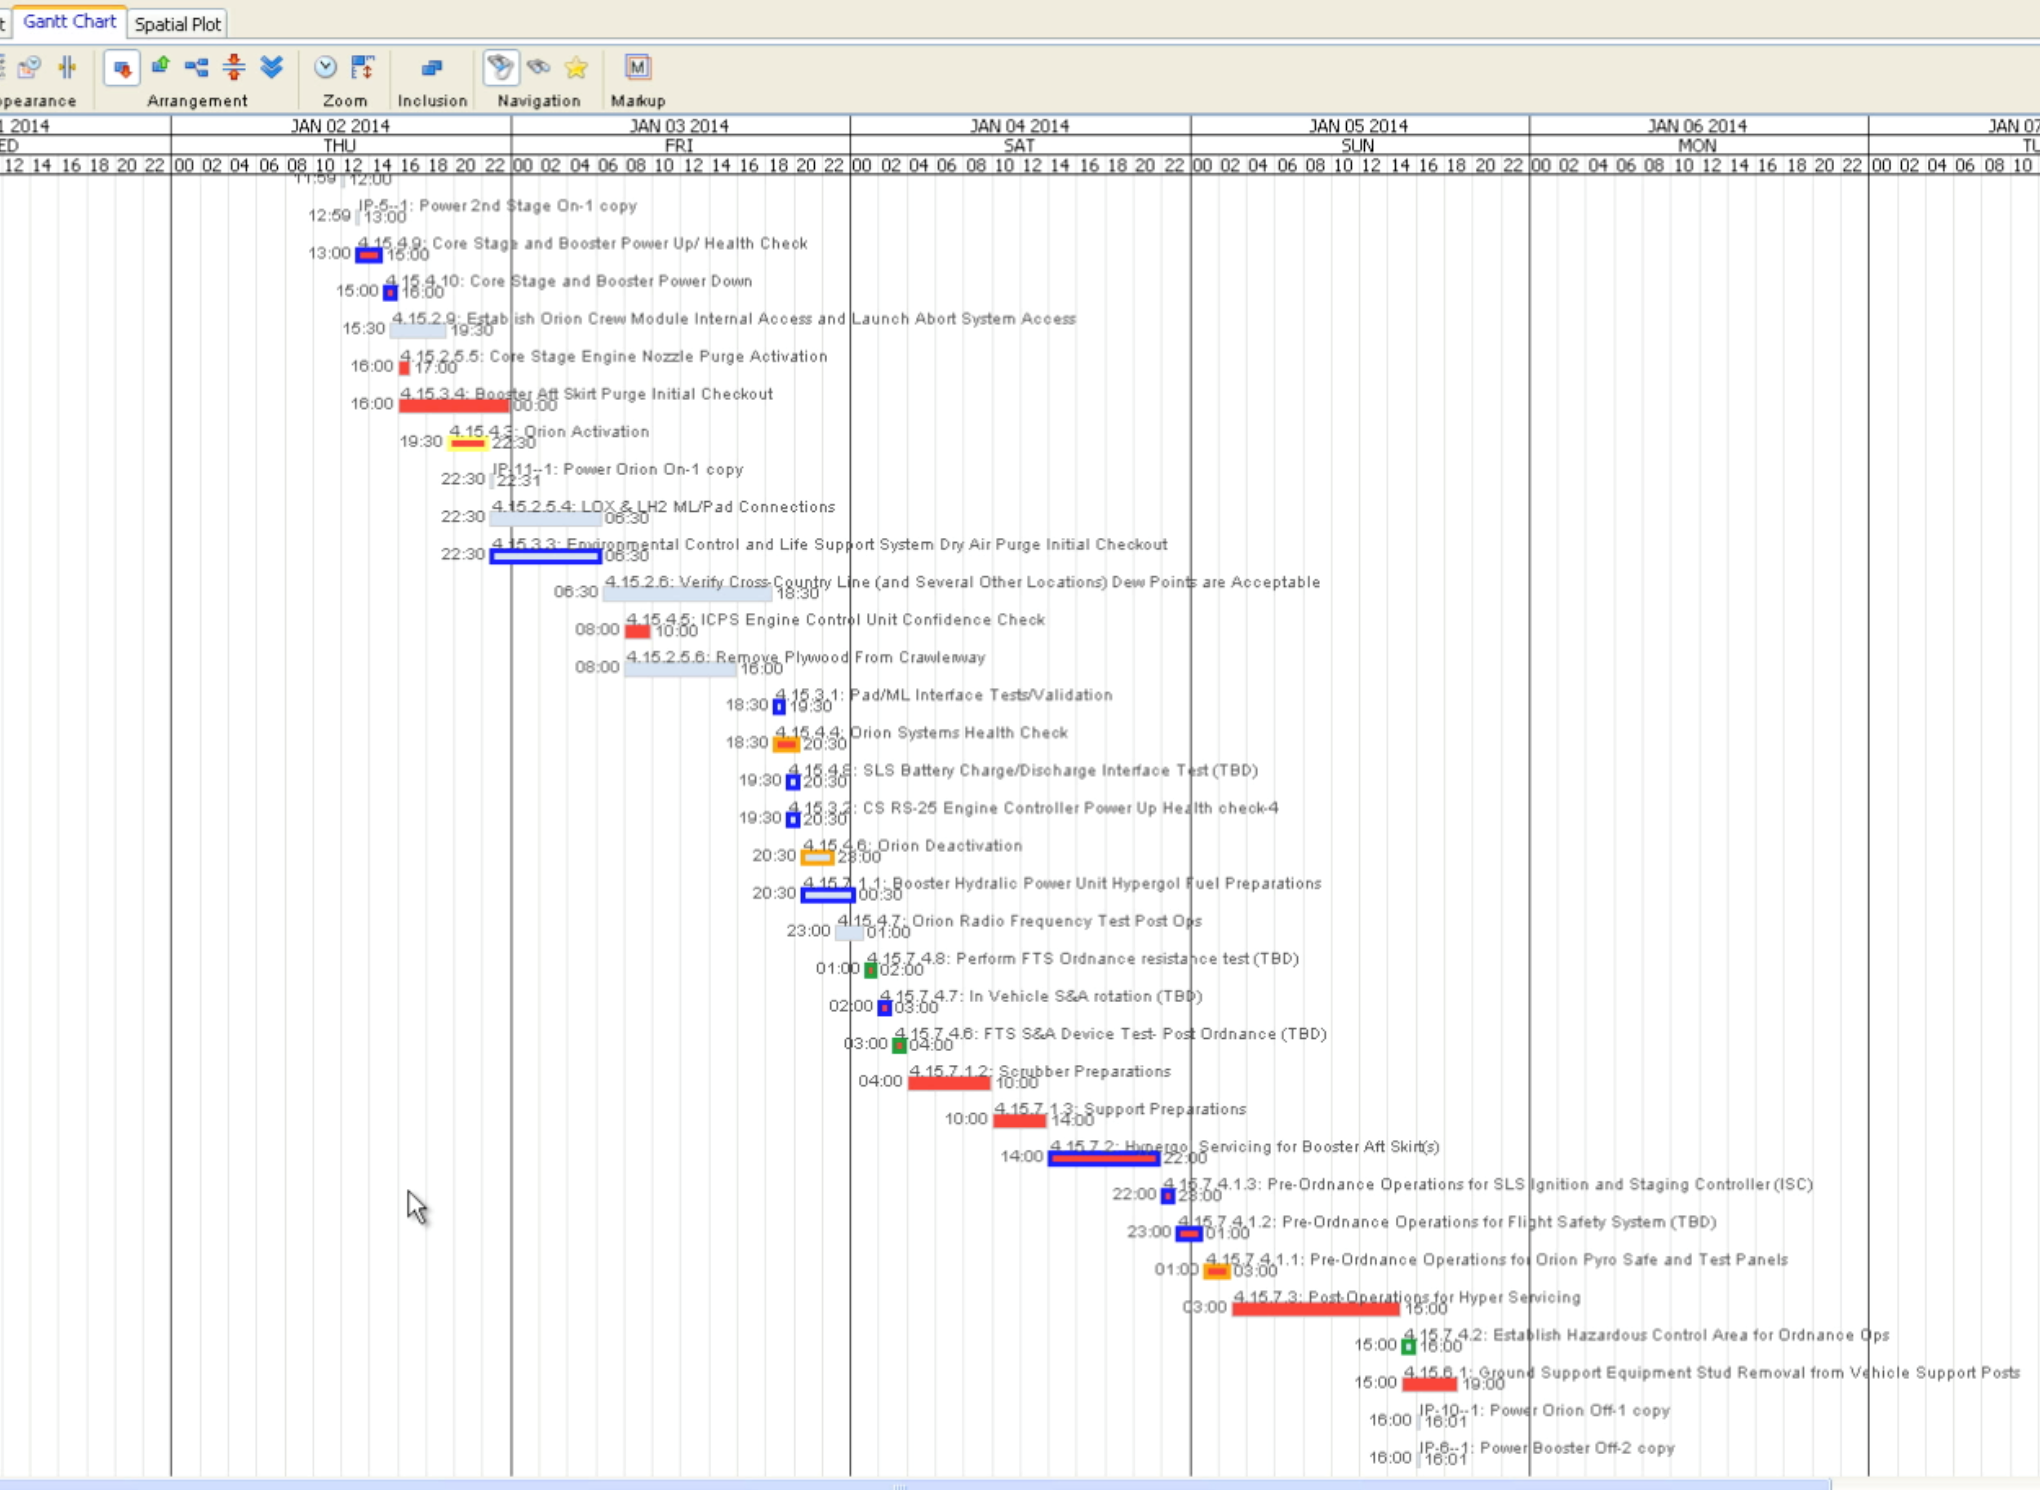 t Gantt Chart Spatial Plot
ppearance Arrangement Zoom Inclusion Navigation Markup
M
1 2014 JAN 02 2014 JAN 03 2014 JAN 04 2014 JAN 05 2014 JAN 06 2014 JAN 07
ED THU FRI SAT SUN MON TU
12 14 16 18 20 22 00 02 04 06 08 10 12 14 16 18 20 22 00 02 04 06 08 10 12 14 16 18 20 22 00 02 04 06 08 10 12 14 16 18 20 22 00 02 04 06 08 10 12 14 16 18 20 22 00 02 04 06 08 10 12 14 16 18 20 22 00 02 04 06 08 10
11:59 12:00
IP-5--1: Power 2nd Stage On-1 copy
12:59 13:00
4.15.4.9: Core Stage and Booster Power Up/ Health Check
13:00 15:00
4.15.4.10: Core Stage and Booster Power Down
15:00 16:00
4.15.2.9: Establish Orion Crew Module Internal Access and Launch Abort System Access
15:30 19:30
4.15.2.5.5: Core Stage Engine Nozzle Purge Activation
16:00 17:00
4.15.3.4: Booster Aft Skirt Purge Initial Checkout
16:00 00:00
4.15.4.3: Orion Activation
19:30 22:30
IP-11--1: Power Orion On-1 copy
22:30 22:31
4.15.2.5.4: LOX & LH2 ML/Pad Connections
22:30 06:30
4.15.3.3: Environmental Control and Life Support System Dry Air Purge Initial Checkout
22:30 06:30
4.15.2.6: Verify Cross-Country Line (and Several Other Locations) Dew Points are Acceptable
06:30 18:30
4.15.4.5: ICPS Engine Control Unit Confidence Check
08:00 10:00
4.15.2.5.6: Remove Plywood From Crawlerway
08:00 16:00
4.15.3.1: Pad/ML Interface Tests/Validation
18:30 19:30
4.15.4.4: Orion Systems Health Check
18:30 20:30
4.15.4.8: SLS Battery Charge/Discharge Interface Test (TBD)
19:30 20:30
4.15.3.2: CS RS-25 Engine Controller Power Up Health check-4
19:30 20:30
4.15.4.6: Orion Deactivation
20:30 23:00
4.15.7.1.1: Booster Hydralic Power Unit Hypergol Fuel Preparations
20:30 00:30
4.15.4.7: Orion Radio Frequency Test Post Ops
23:00 01:00
4.15.7.4.8: Perform FTS Ordnance resistance test (TBD)
01:00 02:00
4.15.7.4.7: In Vehicle S&A rotation (TBD)
02:00 03:00
4.15.7.4.6: FTS S&A Device Test- Post Ordnance (TBD)
03:00 04:00
4.15.7.1.2: Scrubber Preparations
04:00 10:00
4.15.7.1.3: Support Preparations
10:00 14:00
4.15.7.2: Hypergol Servicing for Booster Aft Skirt(s)
14:00 22:00
4.15.7.4.1.3: Pre-Ordnance Operations for SLS Ignition and Staging Controller (ISC)
22:00 23:00
4.15.7.4.1.2: Pre-Ordnance Operations for Flight Safety System (TBD)
23:00 01:00
4.15.7.4.1.1: Pre-Ordnance Operations for Orion Pyro Safe and Test Panels
01:00 03:00
4.15.7.3: Post-Operations for Hyper Servicing
03:00 15:00
4.15.7.4.2: Establish Hazardous Control Area for Ordnance Ops
15:00 16:00
4.15.6.1: Ground Support Equipment Stud Removal from Vehicle Support Posts
15:00 19:00
IP-10--1: Power Orion Off-1 copy
16:00 16:01
IP-6--1: Power Booster Off-2 copy
16:00 16:01